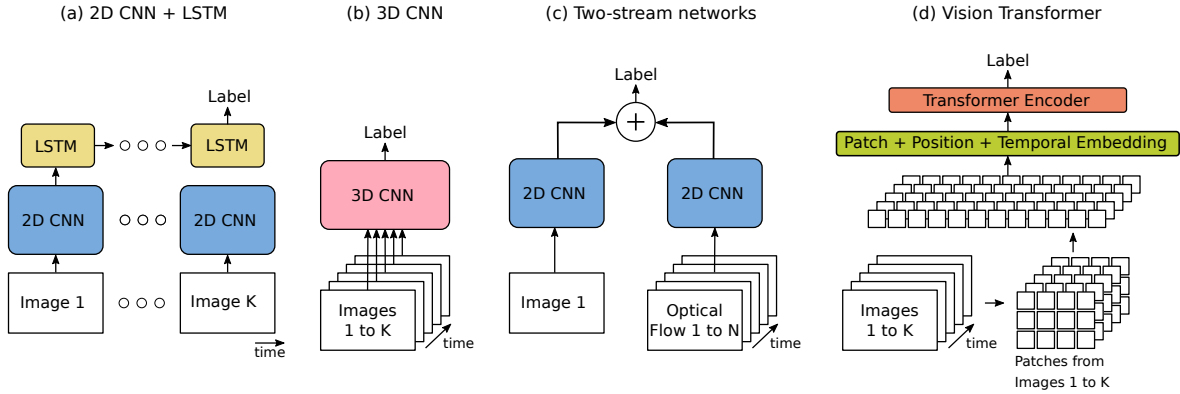 (a) 2D CNN + LSTM
Label
LSTM
LSTM
2D CNN
2D CNN
Image 1
Image K
time
(b) 3D CNN
Label
3D CNN
Images
1 to K
time
(c) Two-stream networks
Label
+
2D CNN
2D CNN
Image 1
Optical
Flow 1 to N
time
(d) Vision Transformer
Label
Transformer Encoder
Patch + Position + Temporal Embedding
Images
1 to K
time
Patches from
Images 1 to K